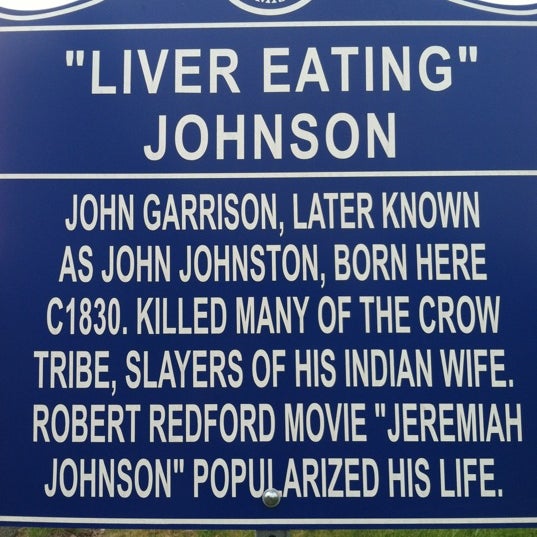 "LIVER EATING"
JOHNSON
JOHN GARRISON, LATER KNOWN
AS JOHN JOHNSTON, BORN HERE
C1830. KILLED MANY OF THE CROW
TRIBE, SLAYERS OF HIS INDIAN WIFE.
ROBERT REDFORD MOVIE "JEREMIAH
JOHNSON" POPULARIZED HIS LIFE.